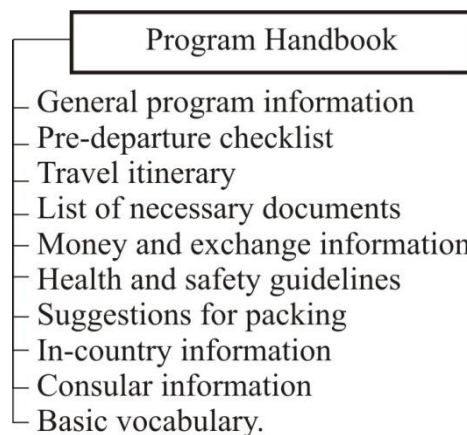 Program Handbook
General program information
Pre-departure checklist
Travel itinerary
List of necessary documents
Money and exchange information
Health and safety guidelines
Suggestions for packing
In-country information
Consular information
Basic vocabulary.